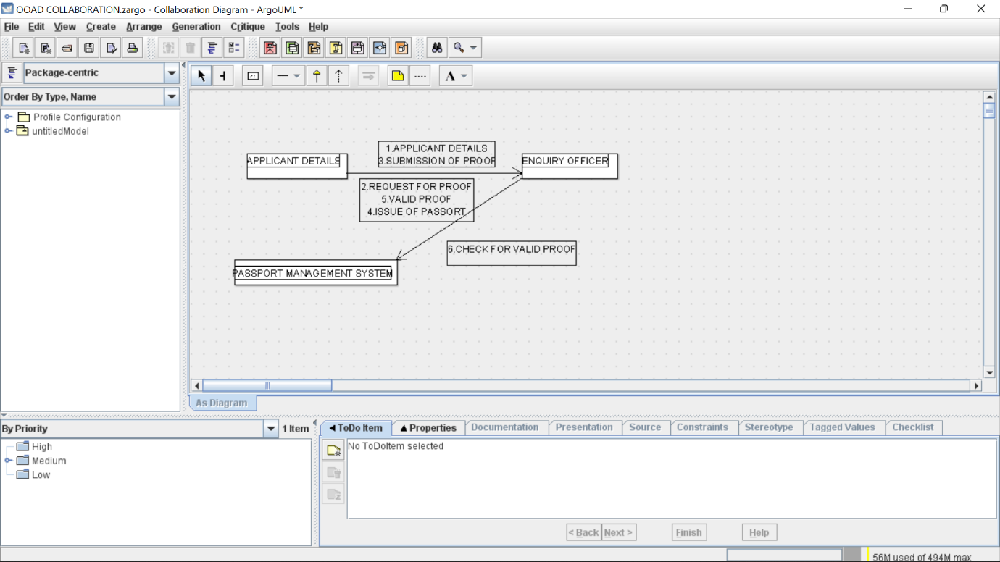 OOAD COLLABORATION.zargo - Collaboration Diagram - ArgoUML *
File Edit View Create Arrange Generation Critique Tools Help
Package-centric
A
Order By Type, Name
Profile Configuration
untitledModel
1.APPLICANT DETAILS
3.SUBMISSION OF PROOF
APPLICANT DETAILS
ENQUIRY OFFICER
2.REQUEST FOR PROOF
5.VALID PROOF
4.ISSUE OF PASSORT
6.CHECK FOR VALID PROOF
PASSPORT MANAGEMENT SYSTEM
As Diagram
By Priority 1 Item
High
Medium
Low
ToDo Item Properties Documentation Presentation Source Constraints Stereotype Tagged Values Checklist
No ToDoItem selected
< Back Next > Finish Help
56M used of 494M max